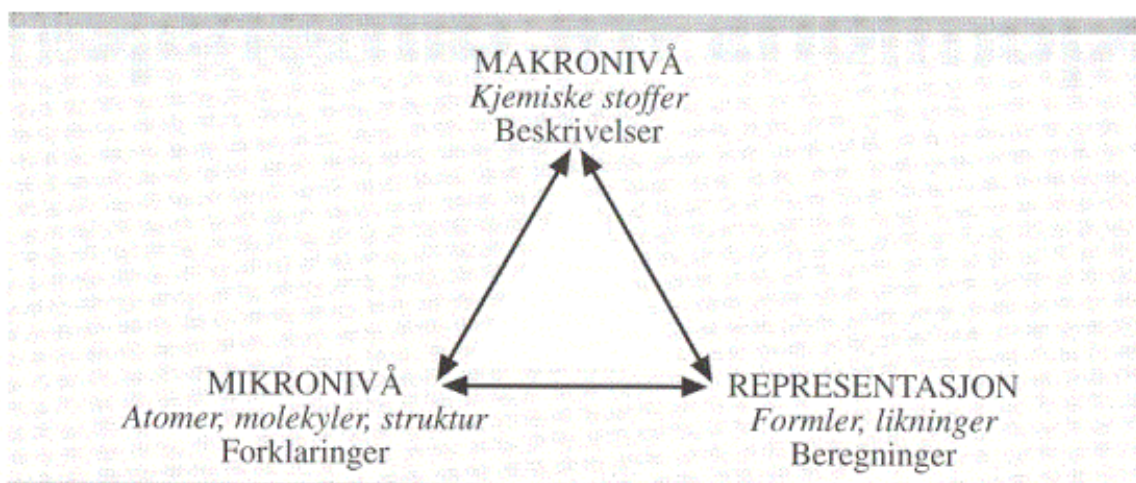 MAKRONIVÅ
Kjemiske stoffer
Beskrivelser
MIKRONIVÅ
Atomer, molekyler, struktur
Forklaringer
REPRESENTASJON
Formler, likninger
Beregninger